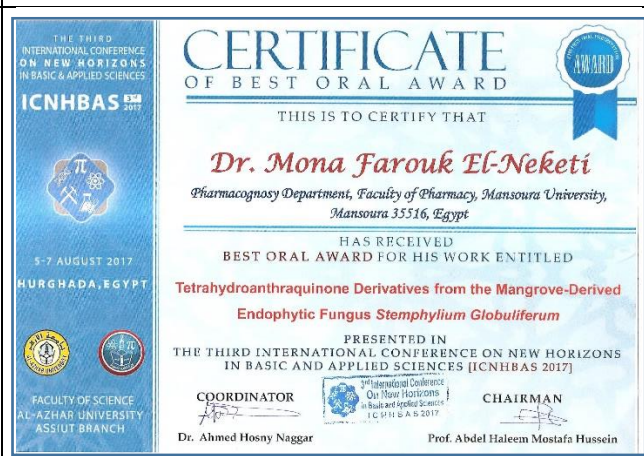 THE THIRD
INTERNATIONAL CONFERENCE
ON NEW HORIZONS
IN BASIC & APPLIED SCIENCES
ICNHBAS 3rd 2017
5-7 AUGUST 2017
HURGHADA, EGYPT
FACULTY OF SCIENCE
AL-AZHAR UNIVERSITY
ASSIUT BRANCH
CERTIFICATE
OF BEST ORAL AWARD
AWARD
THIS IS TO CERTIFY THAT
Dr. Mona Farouk El-Neketi
Pharmacognosy Department, Faculty of Pharmacy, Mansoura University,
Mansoura 35516, Egypt
HAS RECEIVED
BEST ORAL AWARD FOR HIS WORK ENTITLED
Tetrahydroanthraquinone Derivatives from the Mangrove-Derived
Endophytic Fungus Stemphylium Globuliferum
PRESENTED IN
THE THIRD INTERNATIONAL CONFERENCE ON NEW HORIZONS
IN BASIC AND APPLIED SCIENCES [ICNHBAS 2017]
COORDINATOR
Dr. Ahmed Hosny Naggar
3rd International Conference
On New Horizons
in Basic and Applied Sciences
ICNHBAS 2017
CHAIRMAN
Prof. Abdel Haleem Mostafa Hussein